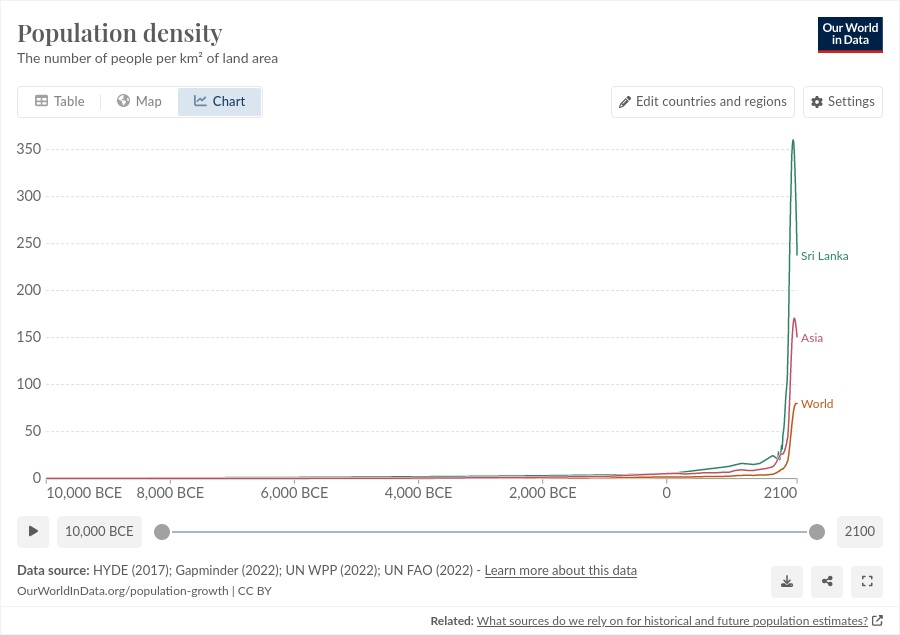 Population density
The number of people per km² of land area
Our World
in Data
Table
Map
Chart
Edit countries and regions
Settings
350
300
250
200
150
100
50
0
Sri Lanka
Asia
World
10,000 BCE
8,000 BCE
6,000 BCE
4,000 BCE
2,000 BCE
0
2100
10,000 BCE
2100
Data source: HYDE (2017); Gapminder (2022); UN WPP (2022); UN FAO (2022) - Learn more about this data
OurWorldInData.org/population-growth | CC BY
Related: What sources do we rely on for historical and future population estimates?